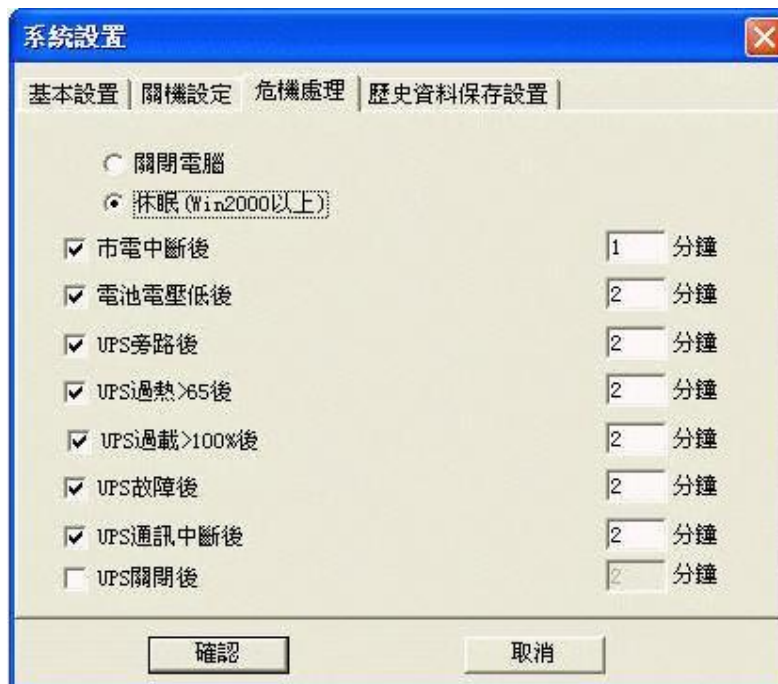 系統設置
基本設置 關機設定 危機處理 歷史資料保存設置
關閉電腦
休眠(Win2000以上)
市電中斷後 1 分鐘
電池電壓低後 2 分鐘
UPS旁路後 2 分鐘
UPS過熱>65後 2 分鐘
UPS過載>100%後 2 分鐘
UPS故障後 2 分鐘
UPS通訊中斷後 2 分鐘
UPS關閉後 2 分鐘
確認 取消